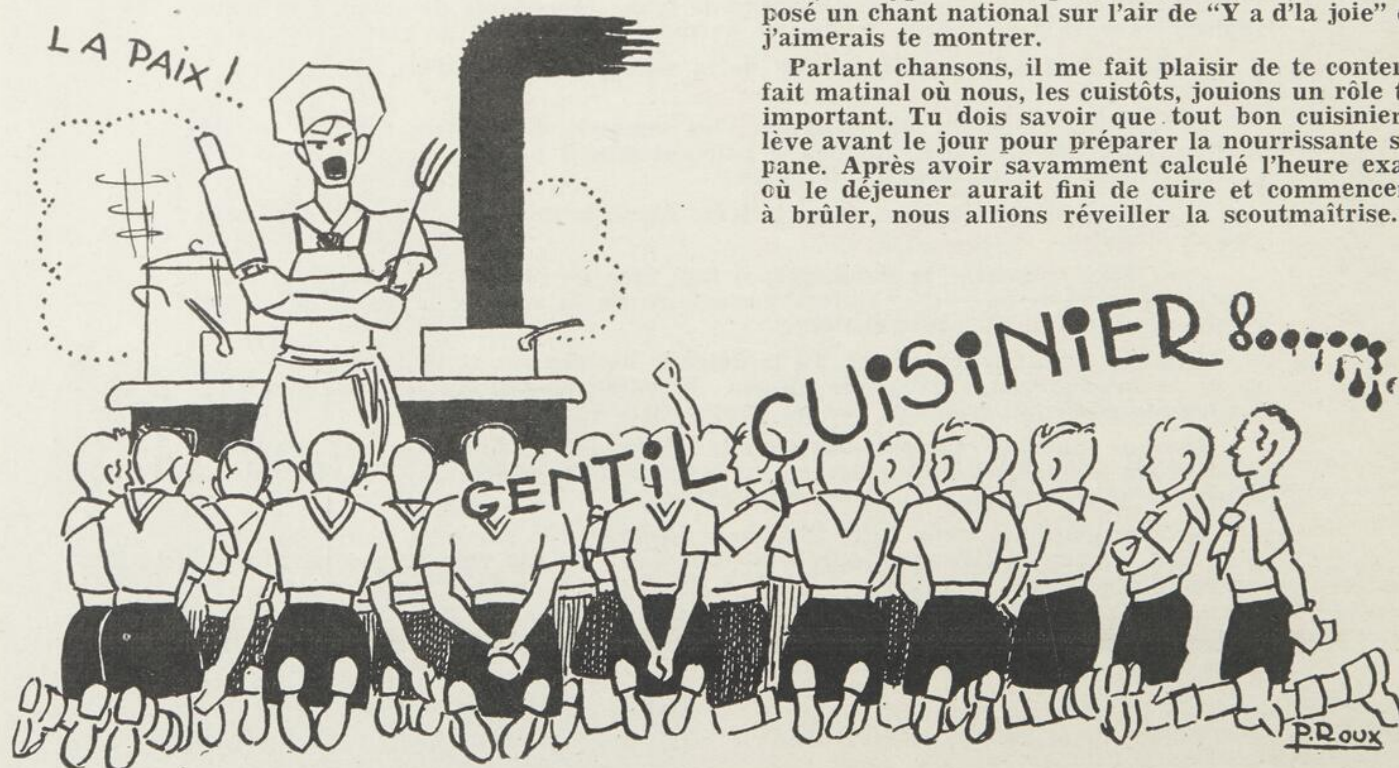 LA PAIX !...
posé un chant national sur l'air de "Y a d'la joie"
j'aimerais te montrer.
Parlant chansons, il me fait plaisir de te conter
fait matinal où nous, les cuistôts, jouions un rôle
important. Tu dois savoir que tout bon cuisinier
lève avant le jour pour préparer la nourrissante
pane. Après avoir savamment calculé l'heure
où le déjeuner aurait fini de cuire et
à brûler, nous allions réveiller la scoutmaîtrise.
GENTIL CUISINIER !......
P. ROUX